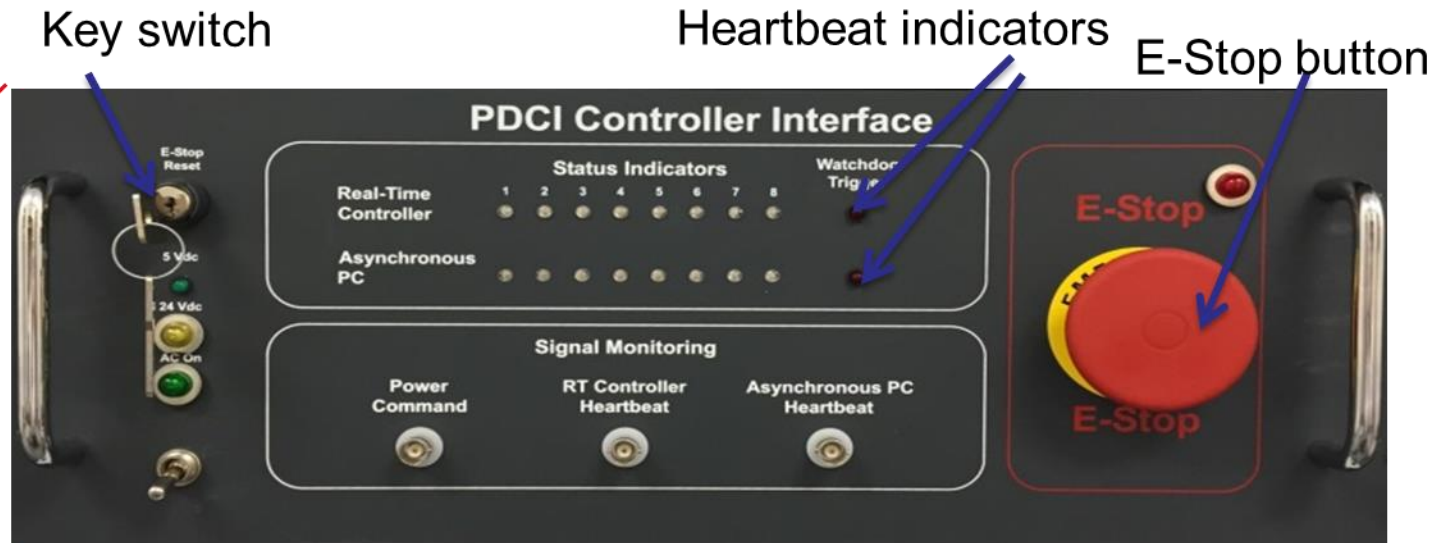 Key switch
Heartbeat indicators
E-Stop button
PDCI Controller Interface
E-Stop
Reset
Status Indicators
Watchdog
Trigger
Real-Time
Controller
1 2 3 4 5 6 7 8
Asynchronous
PC
5 Vdc
24 Vdc
AC On
Signal Monitoring
Power
Command
RT Controller
Heartbeat
Asynchronous PC
Heartbeat
E-Stop
E-Stop